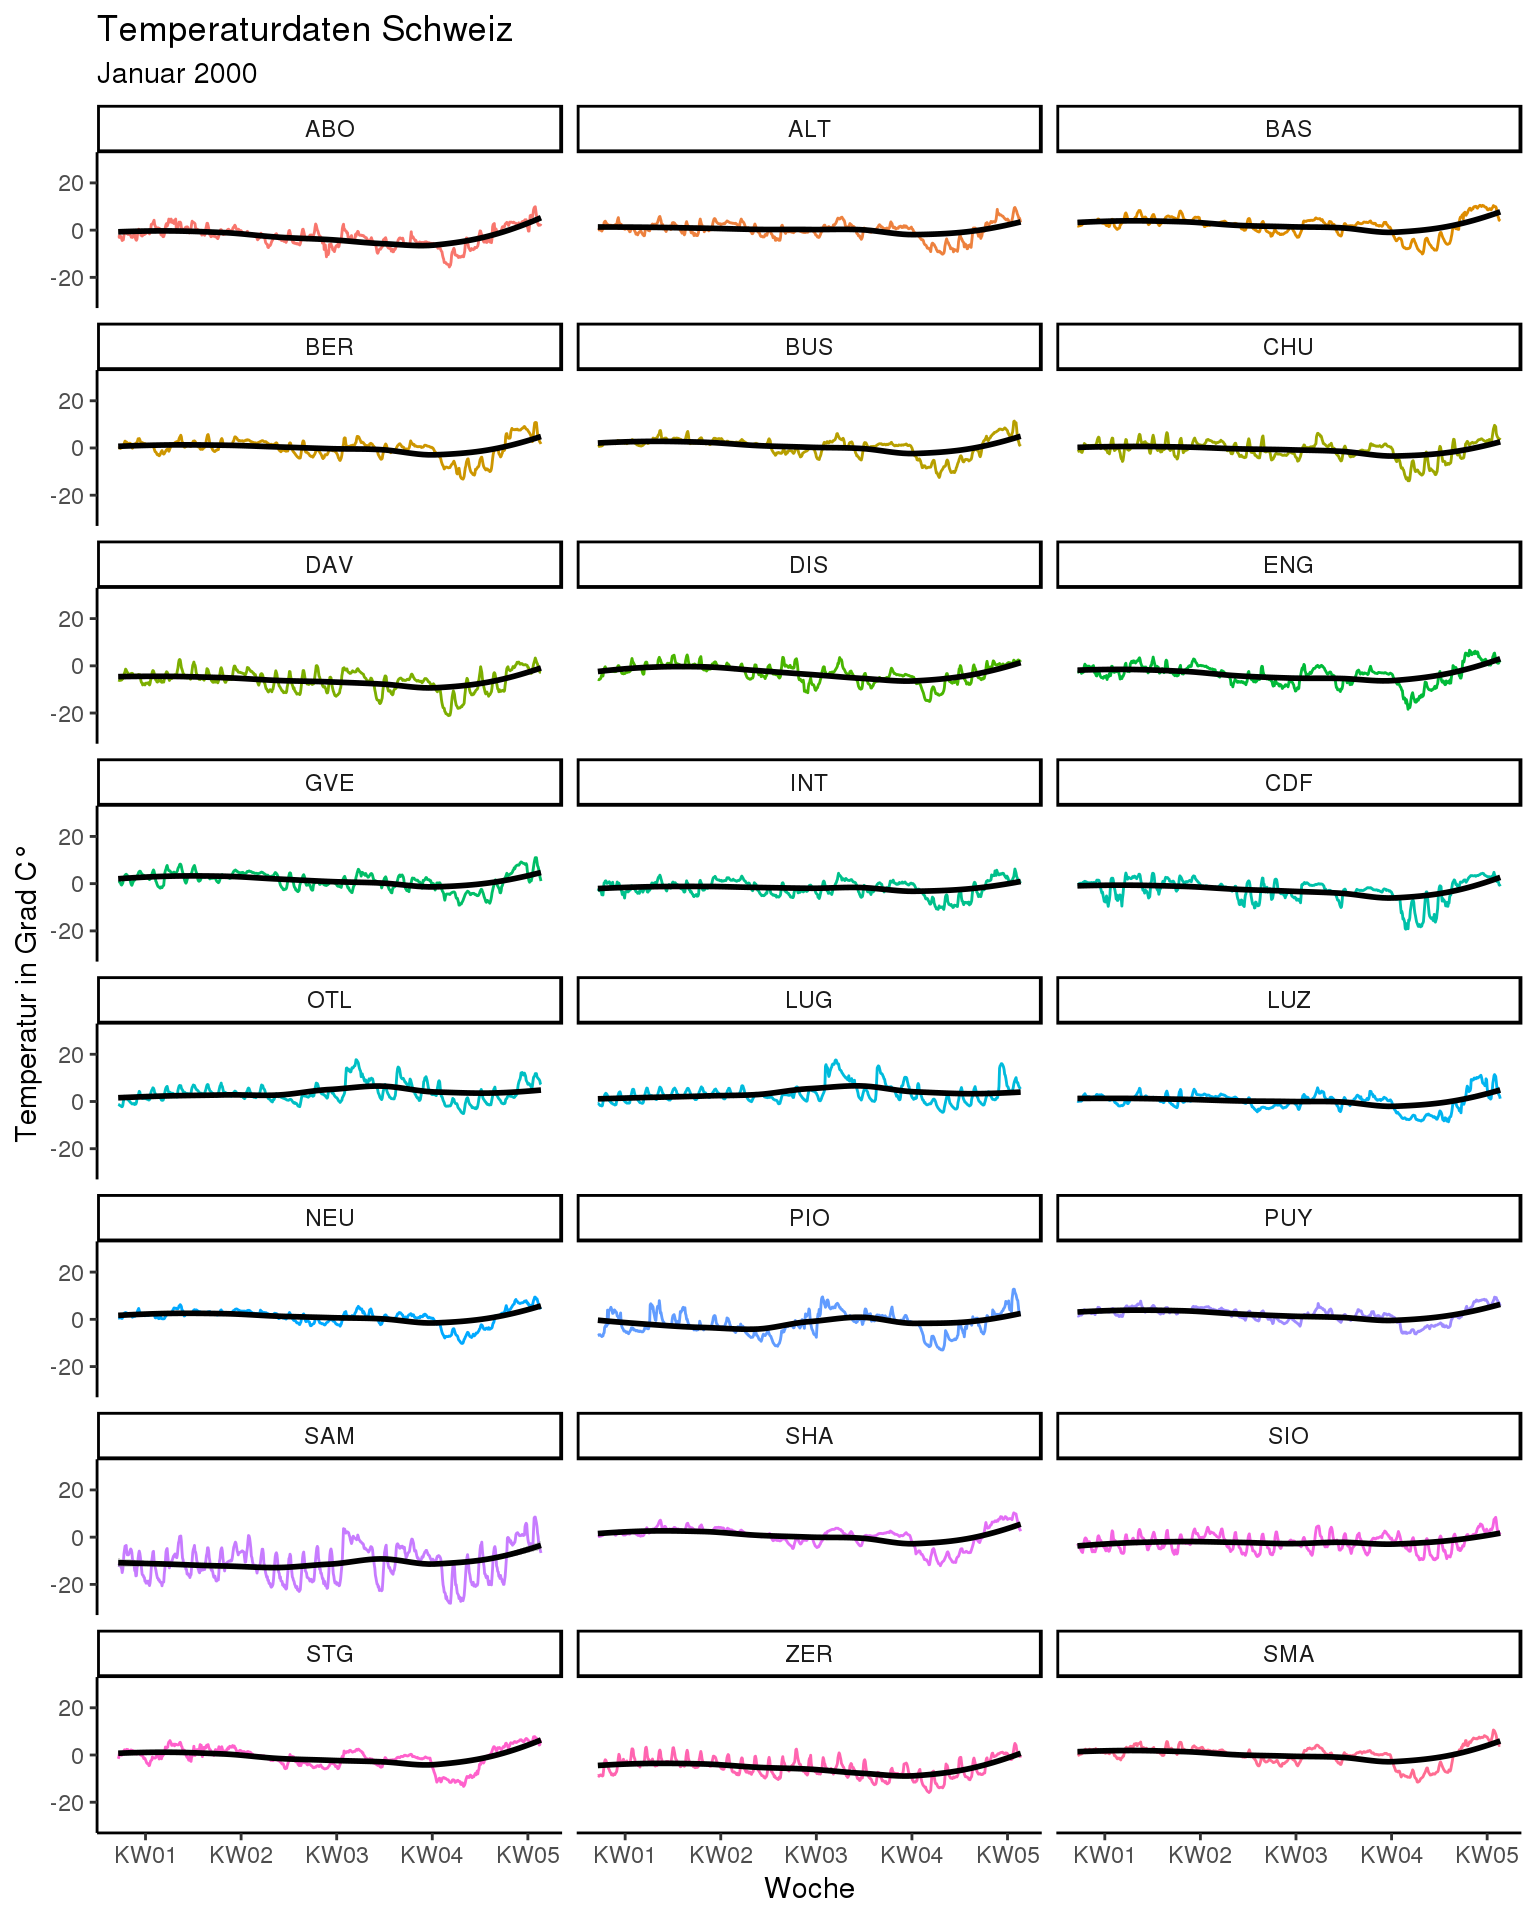 Temperaturdaten Schweiz
Januar 2000
ABO ALT BAS
20
0
-20
BER BUS CHU
20
0
-20
DAV DIS ENG
20
0
-20
GVE INT CDF
20
0
-20
OTL LUG LUZ
20
0
-20
NEU PIO PUY
20
0
-20
SAM SHA SIO
20
0
-20
STG ZER SMA
20
0
-20
KW01 KW02 KW03 KW04 KW05 KW01 KW02 KW03 KW04 KW05 KW01 KW02 KW03 KW04 KW05
Woche
Temperatur in Grad C°